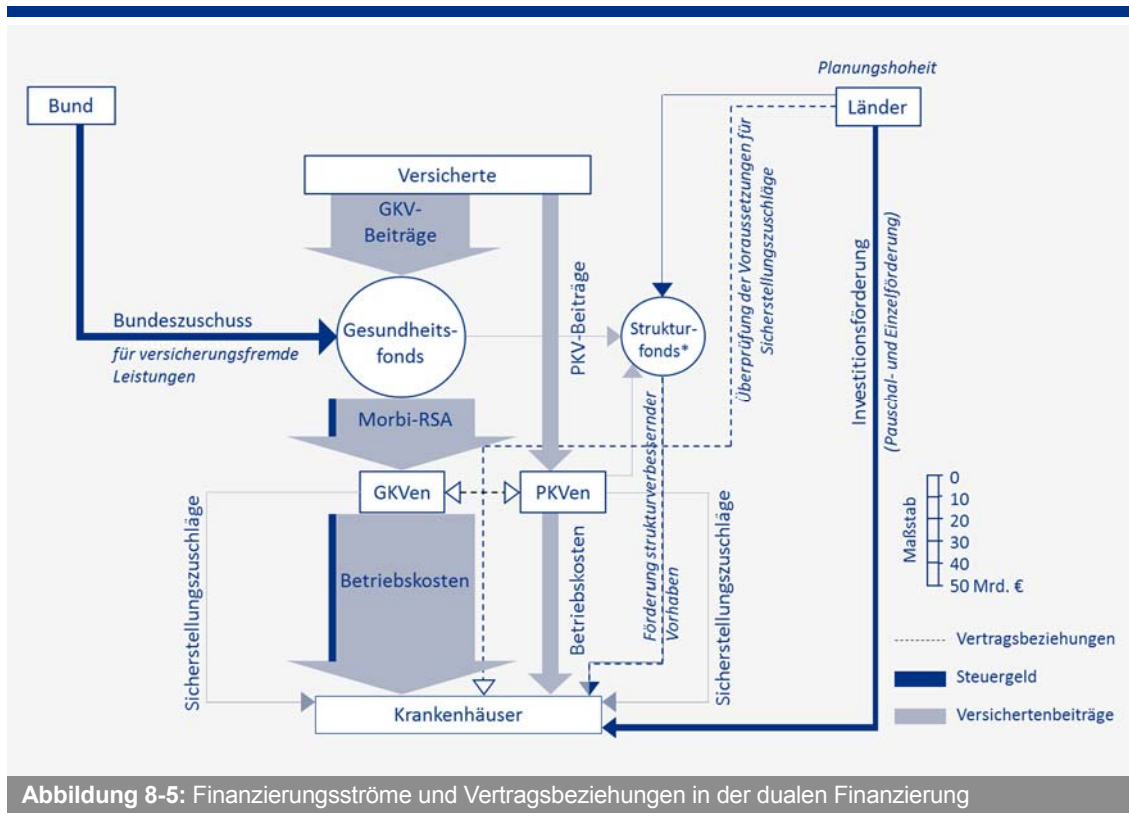 Planungshoheit
Bund
Länder
Versicherte
GKV-
Beiträge
PKV-Beiträge
Überprüfung der Voraussetzungen für
Sicherstellungszuschläge
Investitionsförderung
(Pauschal- und Einzelförderung)
Bundeszuschuss
für versicherungsfremde
Leistungen
Gesundheits-
fonds
Struktur-
fonds*
Morbi-RSA
GKVen
PKVen
Sicherstellungszuschläge
Betriebskosten
Betriebskosten
Förderung strukturverbessernder
Vorhaben
Sicherstellungszuschläge
Krankenhäuser
Maßstab
0
10
20
30
40
50 Mrd. €
Vertragsbeziehungen
Steuergeld
Versichertenbeiträge
Abbildung 8-5: Finanzierungsströme und Vertragsbeziehungen in der dualen Finanzierung